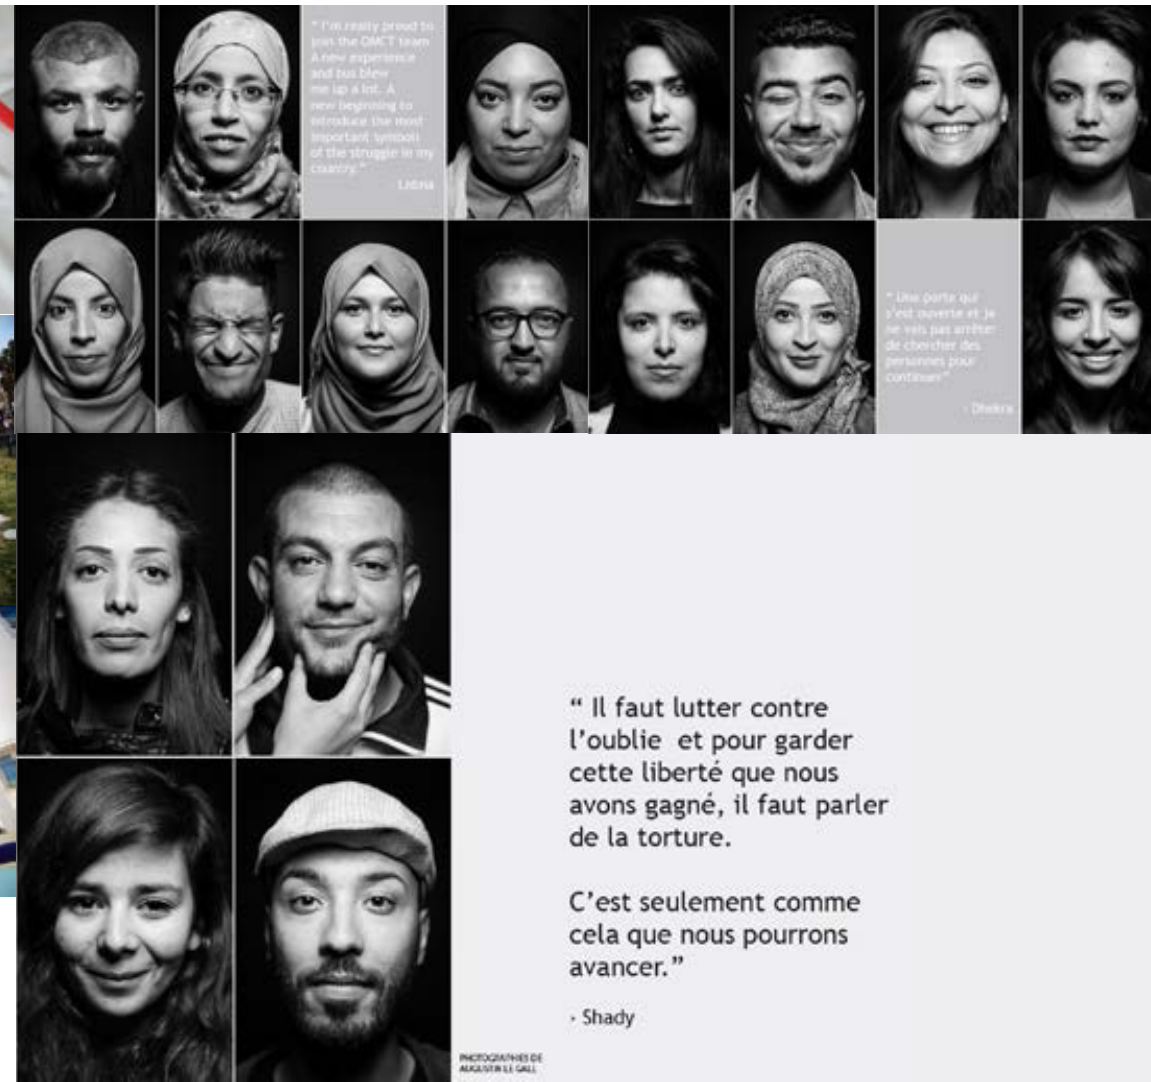 “ I'm really proud to
join the OMCT team
A new experience
and bus blew
me up a lot. A
new beginning to
introduce the most
important symbols
of the struggle in my
country.”
Lobna
“ Une porte qui
s'est ouverte et je
ne vais pas arrêter
de chercher des
personnes pour
continuer”
- Dhekra
“ Il faut lutter contre
l’oublie et pour garder
cette liberté que nous
avons gagné, il faut parler
de la torture.
C’est seulement comme
cela que nous pourrons
avancer.”
- Shady
PHOTOGRAPHIES DE
AUGUSTIN LE GALL